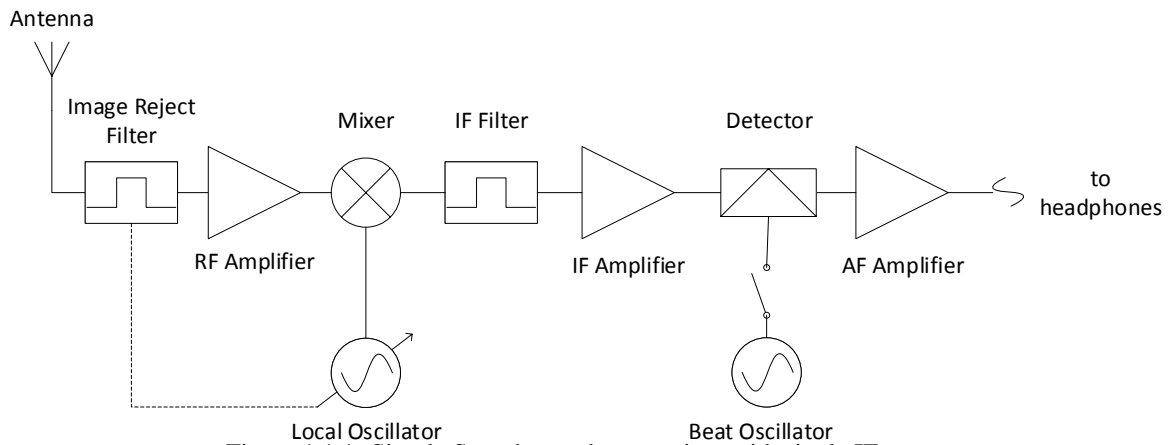 Antenna
Image Reject
Filter
Mixer
IF Filter
Detector
to
headphones
RF Amplifier
IF Amplifier
AF Amplifier
Local Oscillator
Beat Oscillator